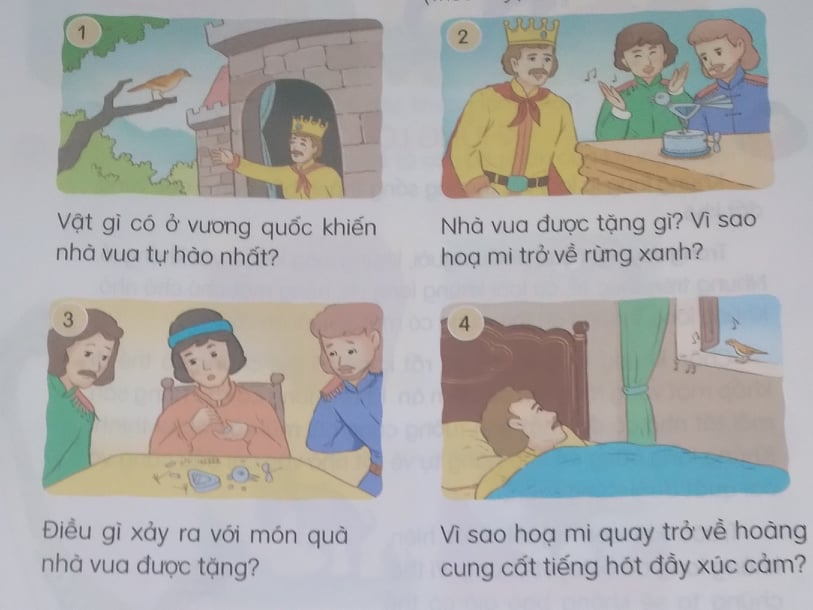 1
2
Vật gì có ở vương quốc khiến
nhà vua tự hào nhất?
Nhà vua được tặng gì? Vì sao
hoạ mi trở về rừng xanh?
3
4
Điều gì xảy ra với món quà
nhà vua được tặng?
Vì sao hoạ mi quay trở về hoàng
cung cất tiếng hót đầy xúc cảm?